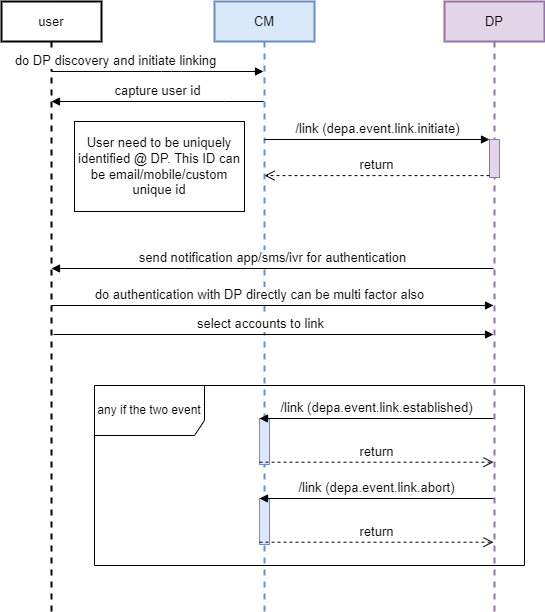 user
CM
DP
do DP discovery and initiate linking
capture user id
/link (depa.event.link.initiate)
User need to be uniquely
identified @ DP. This ID can
be email/mobile/custom
unique id
return
send notification app/sms/ivr for authentication
do authentication with DP directly can be multi factor also
select accounts to link
any if the two event
/link (depa.event.link.established)
return
/link (depa.event.link.abort)
return